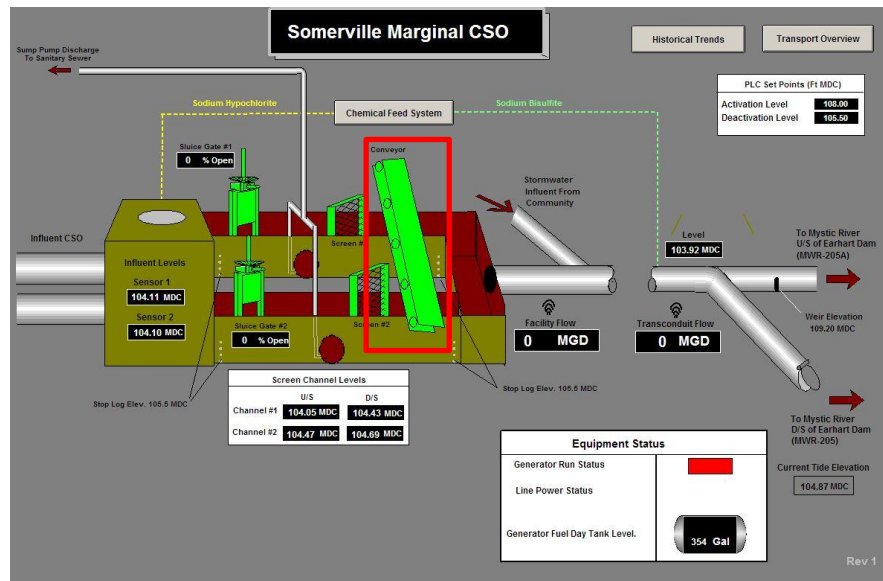 Somerville Marginal CSO
Historical Trends
Transport Overview
Sump Pump Discharge
To Sanitary Sewer
PLC Set Points (Ft MDC)
Activation Level 108.00
Deactivation Level 105.50
Sodium Hypochlorite
Chemical Feed System
Sodium Bisulfite
Sluice Gate #1
0 % Open
Conveyor
Stormwater
Influent From
Community
Influent CSO
Influent Levels
Sensor 1
104.11 MDC
Sensor 2
104.10 MDC
Screen #
Level
103.92 MDC
To Mystic River
U/S of Earhart Dam
(MWR-205A)
Weir Elevation
109.20 MDC
Sluice Gate #2
0 % Open
Screen #2
Facility Flow
0 MGD
Transconduit Flow
0 MGD
Stop Log Elev. 105.5 MDC
Stop Log Elev. 105.5 MDC
Screen Channel Levels
U/S D/S
Channel #1 104.05 MDC 104.43 MDC
Channel #2 104.47 MDC 104.69 MDC
To Mystic River
D/S of Earhart Dam
(MWR-205)
Equipment Status
Generator Run Status
Line Power Status
Generator Fuel Day Tank Level.
354 Gal
Current Tide Elevation
104.87 MDC
Rev 1